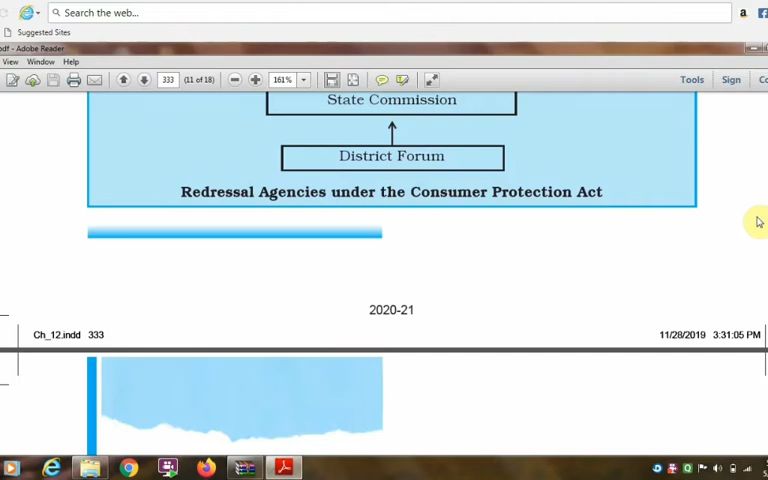 Search the web...
Suggested Sites
pdf - Adobe Reader
View Window Help
333 (11 of 18) 161% Tools Sign
State Commission
District Forum
Redressal Agencies under the Consumer Protection Act
2020-21
Ch_12.indd 333 11/28/2019 3:31:05 PM